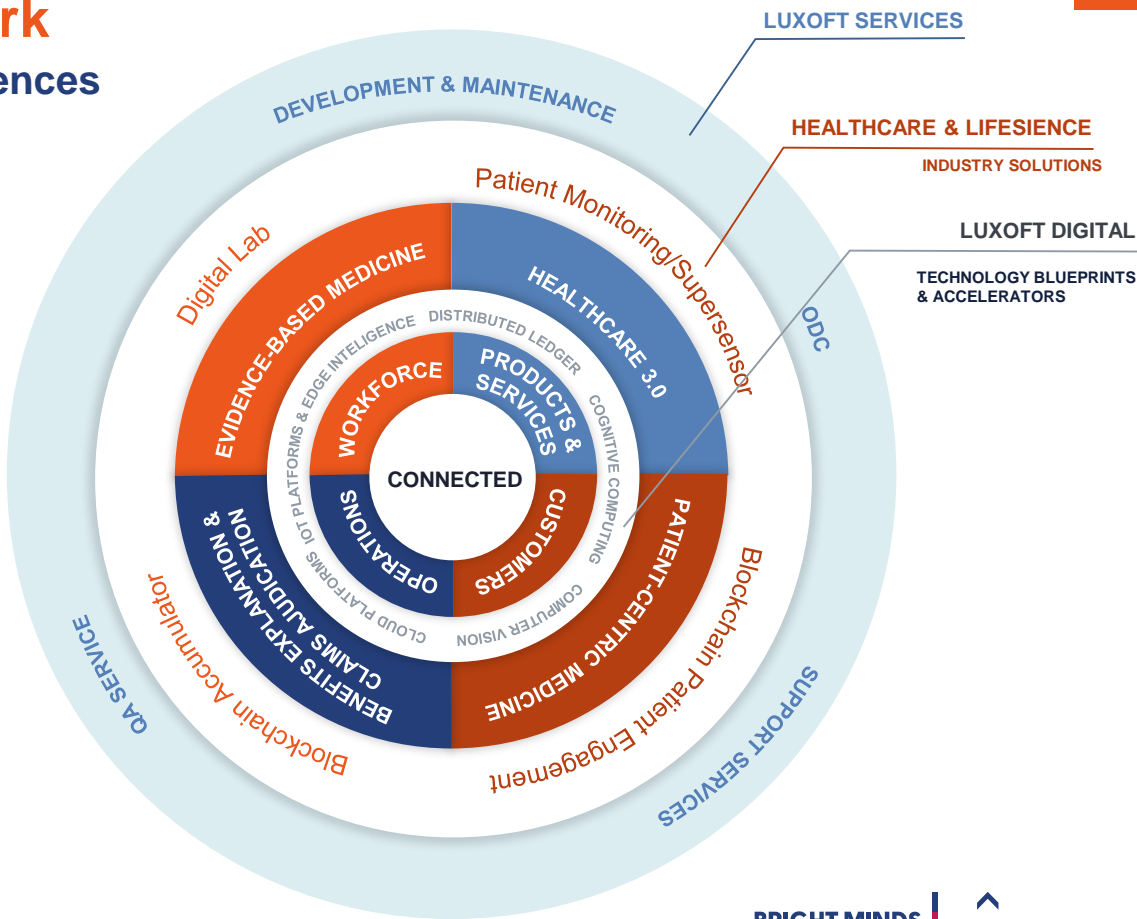 rk
ences
LUXOFT SERVICES
HEALTHCARE & LIFESIENCE
INDUSTRY SOLUTIONS
LUXOFT DIGITAL
TECHNOLOGY BLUEPRINTS
& ACCELERATORS
DEVELOPMENT & MAINTENANCE
ODC
SUPPORT SERVICES
QA SERVICE
Digital Lab
Patient Monitoring/Supersensor
Blockchain Patient Engagement
Blockchain Accumulator
EVIDENCE-BASED MEDICINE
HEALTHCARE 3.0
PATIENT-CENTRIC MEDICINE
BENEFITS EXPLANATION &
CLAIMS AJUDICATION
IOT PLATFORMS & EDGE INTELIGENCE
DISTRIBUTED LEDGER
COGNITIVE COMPUTING
COMPUTER VISION
CLOUD PLATFORMS
WORKFORCE
PRODUCTS &
SERVICES
CUSTOMERS
OPERATIONS
CONNECTED
BRIGHT MINDS